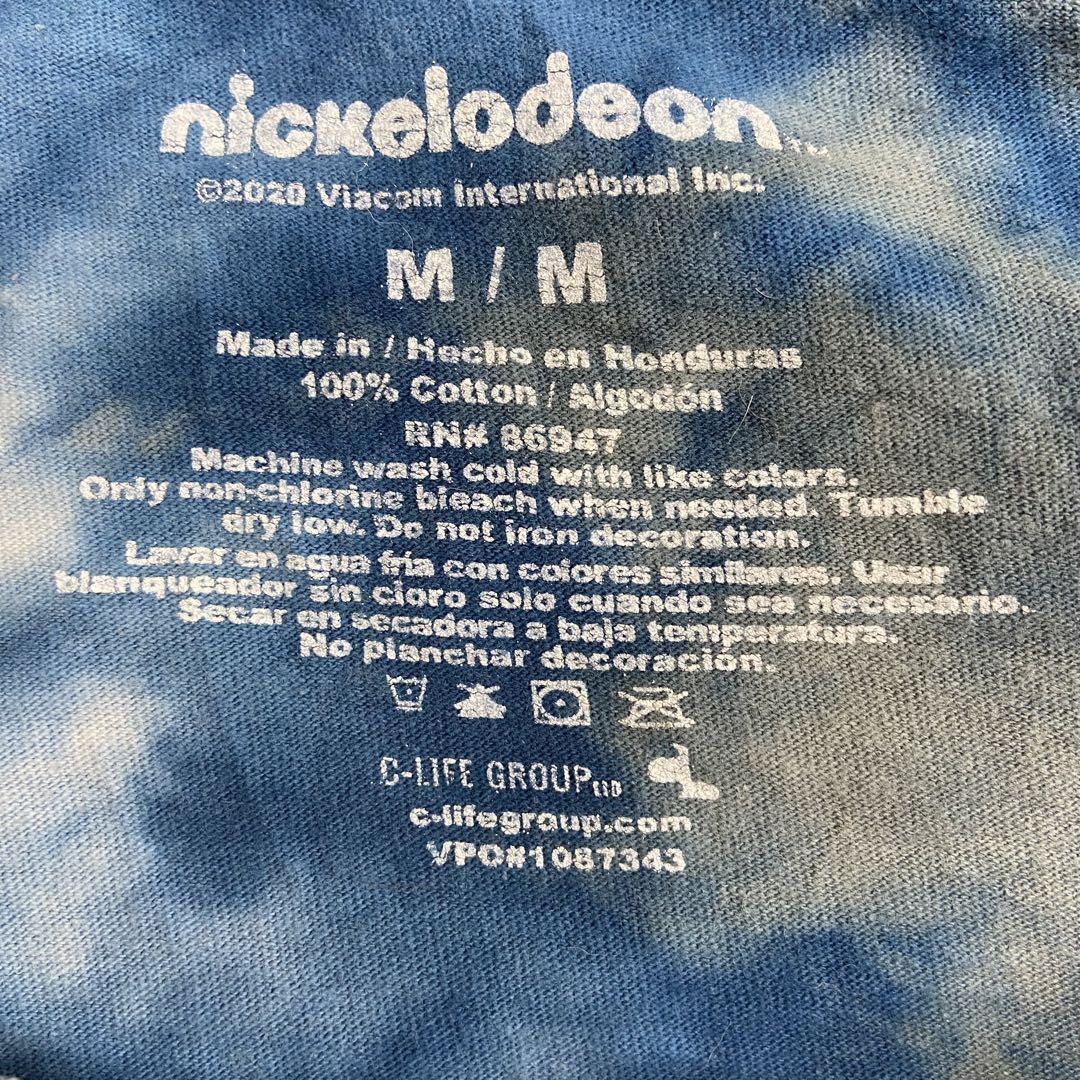 nickelodeon™
©2020 Viacom International Inc.
M / M
Made in / Hecho en Honduras
100% Cotton / Algodón
RN# 86947
Machine wash cold with like colors.
Only non-chlorine bleach when needed. Tumble
dry low. Do not iron decoration.
Lavar en agua fría con colores similares. Usar
blanqueador sin cloro solo cuando sea necesario.
Secar en secadora a baja temperatura.
No planchar decoración.
C-LIFE GROUP LTD
c-lifegroup.com
VPO#1087343